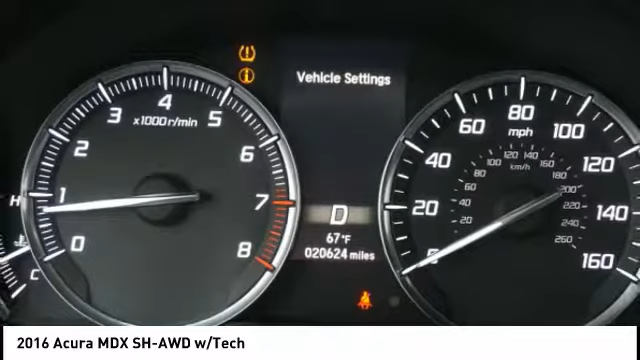 Vehicle Settings
1 2 3 4 5 6 7 8 0
x1000 r/min
H
C
D
67°F
020624 miles
20 40 60 80 100 120 140 160
mph
20 40 60 80 100 120 140 160 180 200 220 240 260
km/h
2016 Acura MDX SH-AWD w/Tech